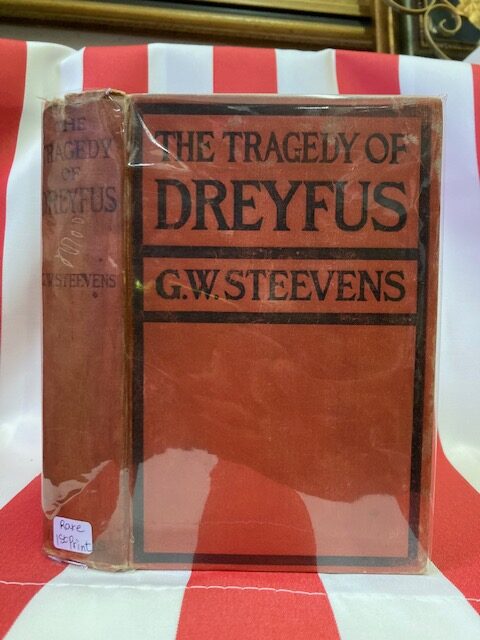 THE
TRAGEDY
OF
DREYFUS
G.W. STEEVENS
Rare
1st Print
THE TRAGEDY OF
DREYFUS
G.W. STEEVENS